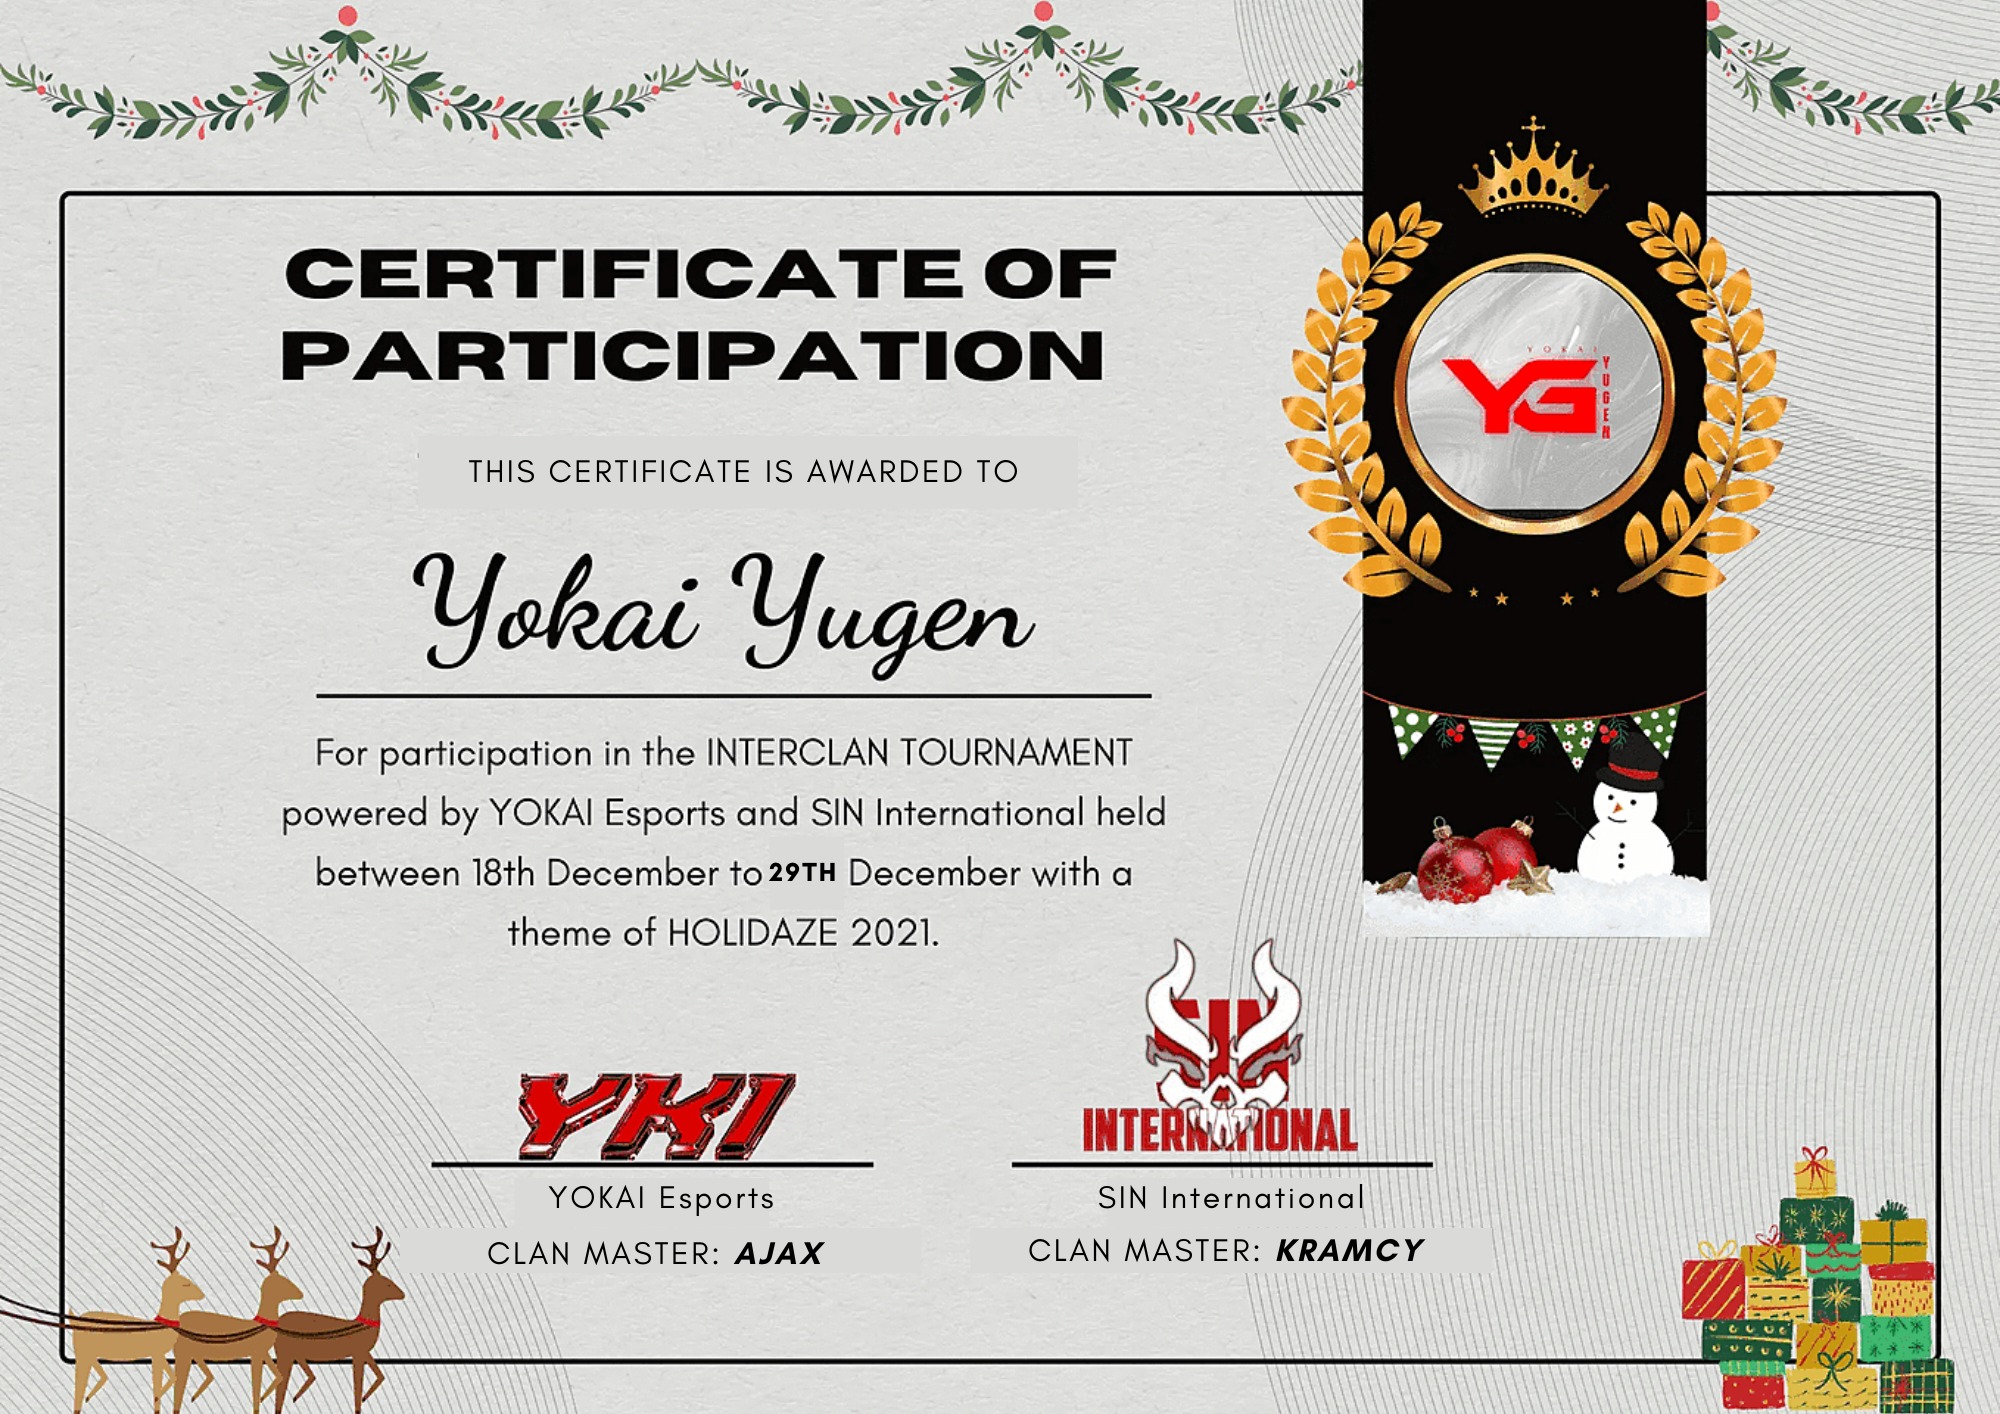 CERTIFICATE OF
PARTICIPATION
THIS CERTIFICATE IS AWARDED TO
Yokai Yugen
For participation in the INTERCLAN TOURNAMENT
powered by YOKAI Esports and SIN International held
between 18th December to 29TH December with a
theme of HOLIDAZE 2021.
YOKAI
YG
YUGEN
YKI
YOKAI Esports
CLAN MASTER: AJAX
SIN
INTERNATIONAL
SIN International
CLAN MASTER: KRAMCY